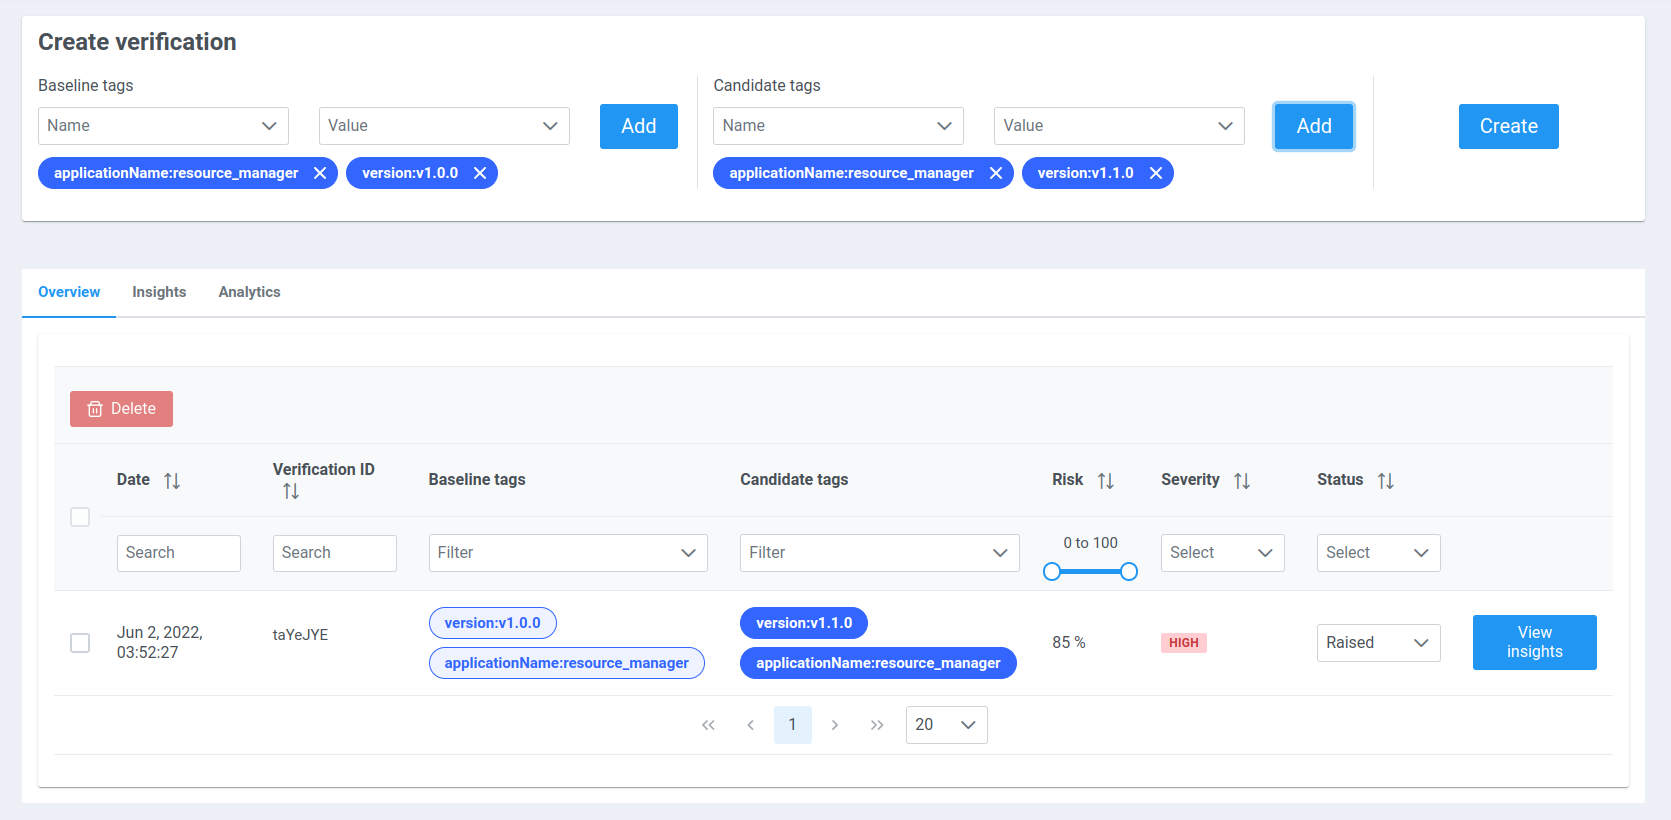 Create verification
Baseline tags
Candidate tags
Name
Value
Add
Name
Value
Add
Create
applicationName:resource_manager
version:v1.0.0
applicationName:resource_manager
version:v1.1.0
Overview
Insights
Analytics
Delete
Date
Verification ID
Baseline tags
Candidate tags
Risk
Severity
Status
Search
Search
Filter
Filter
0 to 100
Select
Select
Jun 2, 2022,
03:52:27
taYeJYE
version:v1.0.0
applicationName:resource_manager
version:v1.1.0
applicationName:resource_manager
85 %
HIGH
Raised
View
insights
1
20